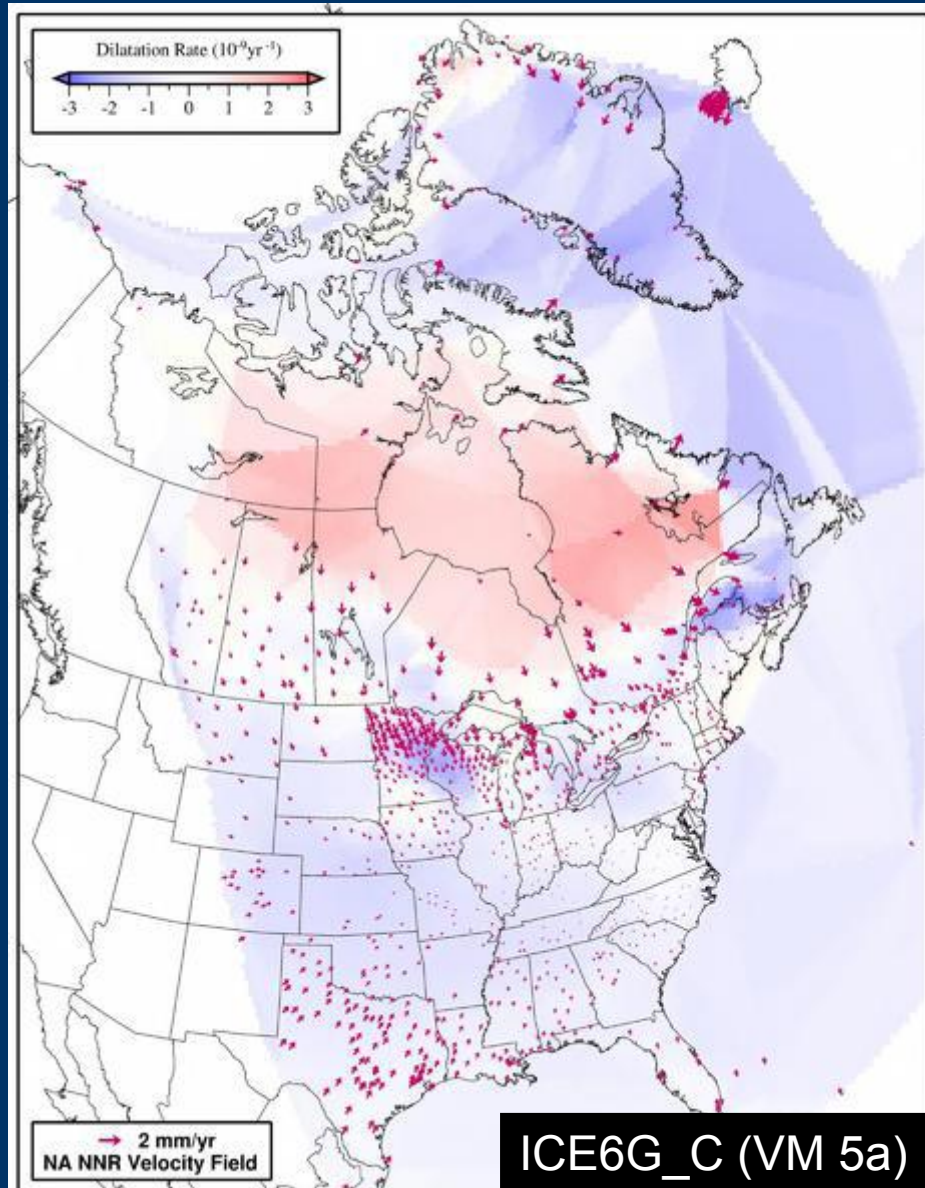 Dilatation Rate (10⁻⁹yr⁻¹)
-3 -2 -1 0 1 2 3
2 mm/yr
NA NNR Velocity Field
ICE6G_C (VM 5a)